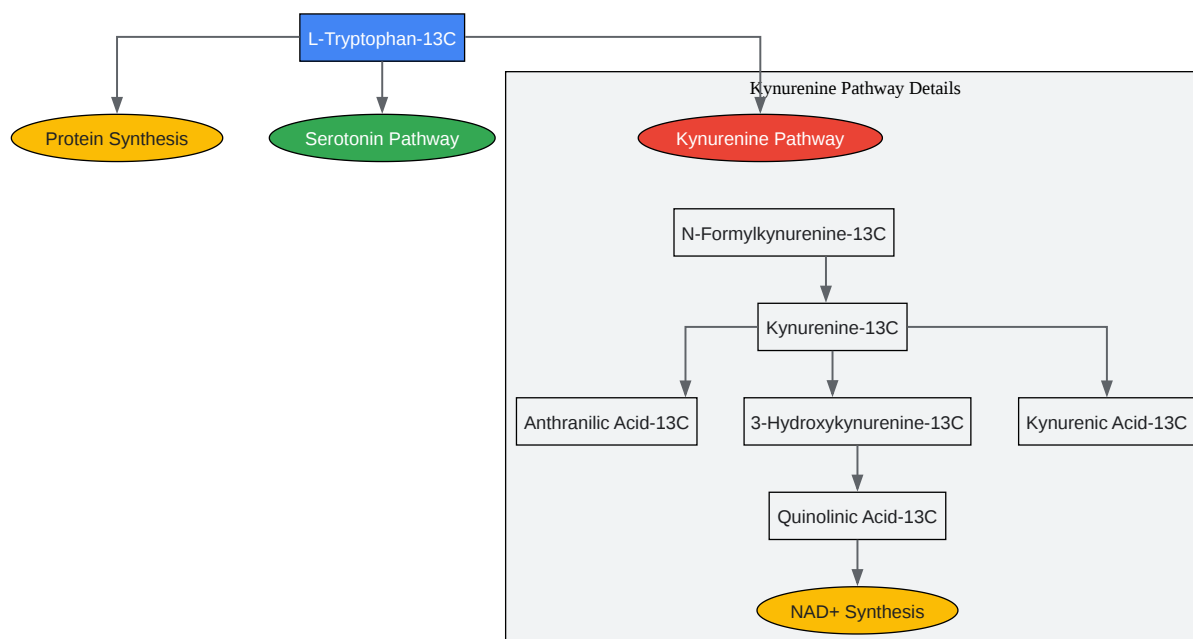 L-Tryptophan-13C
Kynurenine Pathway Details
Protein Synthesis
Serotonin Pathway
Kynurenine Pathway
N-Formylkynurenine-13C
Kynurenine-13C
Anthranilic Acid-13C
3-Hydroxykynurenine-13C
Kynurenic Acid-13C
Quinolinic Acid-13C
NAD+ Synthesis